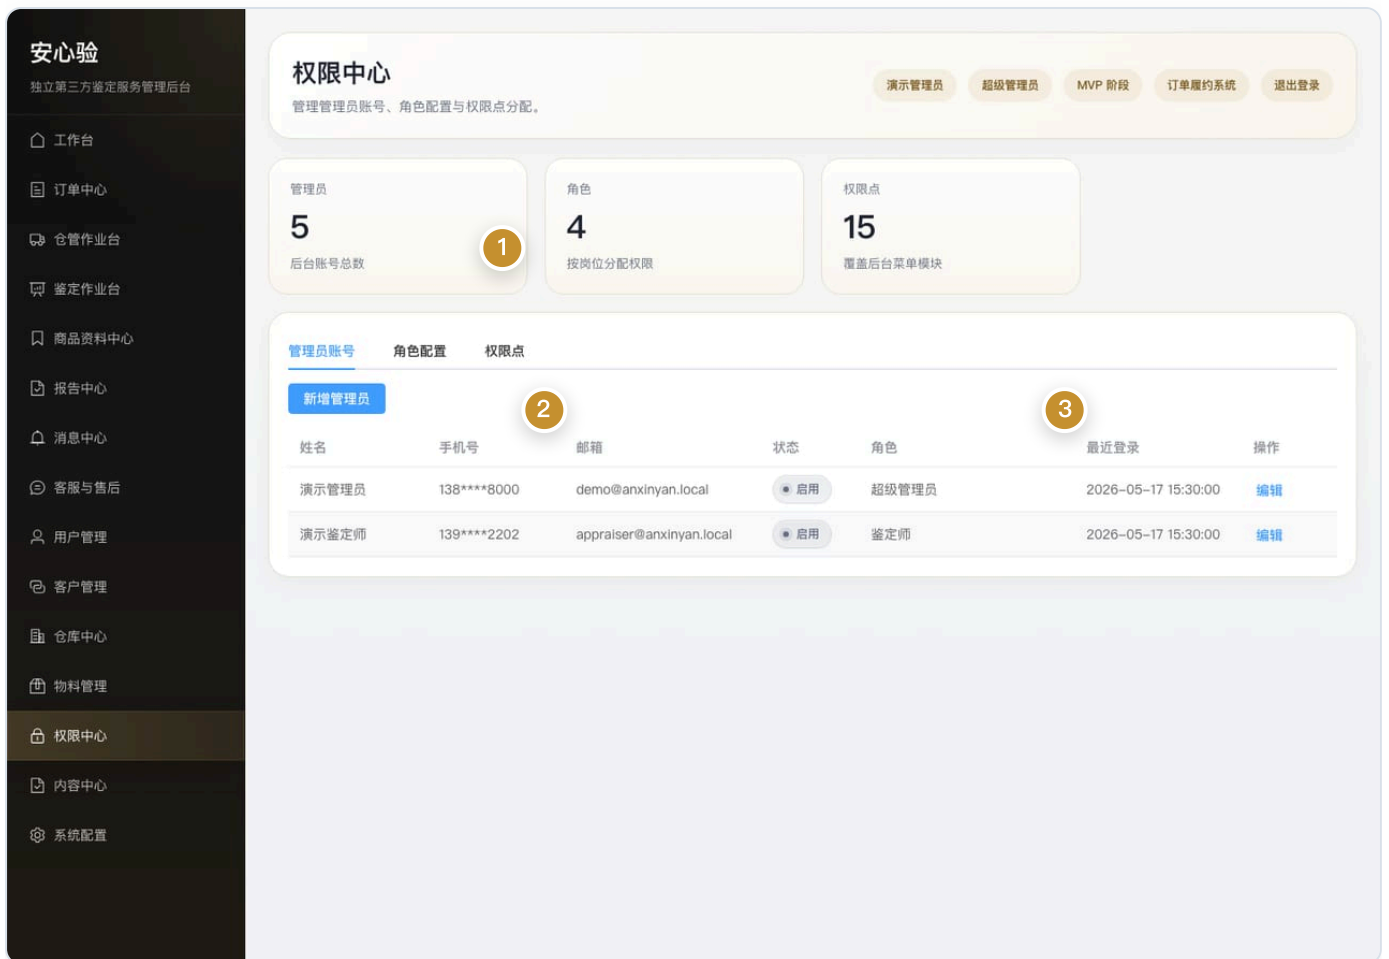 安心验
独立第三方鉴定服务管理后台
工作台
订单中心
仓管作业台
鉴定作业台
商品资料中心
报告中心
消息中心
客服与售后
用户管理
客户管理
仓库中心
物料管理
权限中心
内容中心
系统配置
权限中心
管理管理员账号、角色配置与权限点分配。
演示管理员 超级管理员 MVP 阶段 订单履约系统 退出登录
管理员
5
后台账号总数
1
角色
4
按岗位分配权限
权限点
15
覆盖后台菜单模块
管理员账号 角色配置 权限点
新增管理员
2
3
姓名 手机号 邮箱 状态 角色 最近登录 操作
演示管理员 138****8000 demo@anxinyan.local 启用 超级管理员 2026-05-17 15:30:00 编辑
演示鉴定师 139****2202 appraiser@anxinyan.local 启用 鉴定师 2026-05-17 15:30:00 编辑